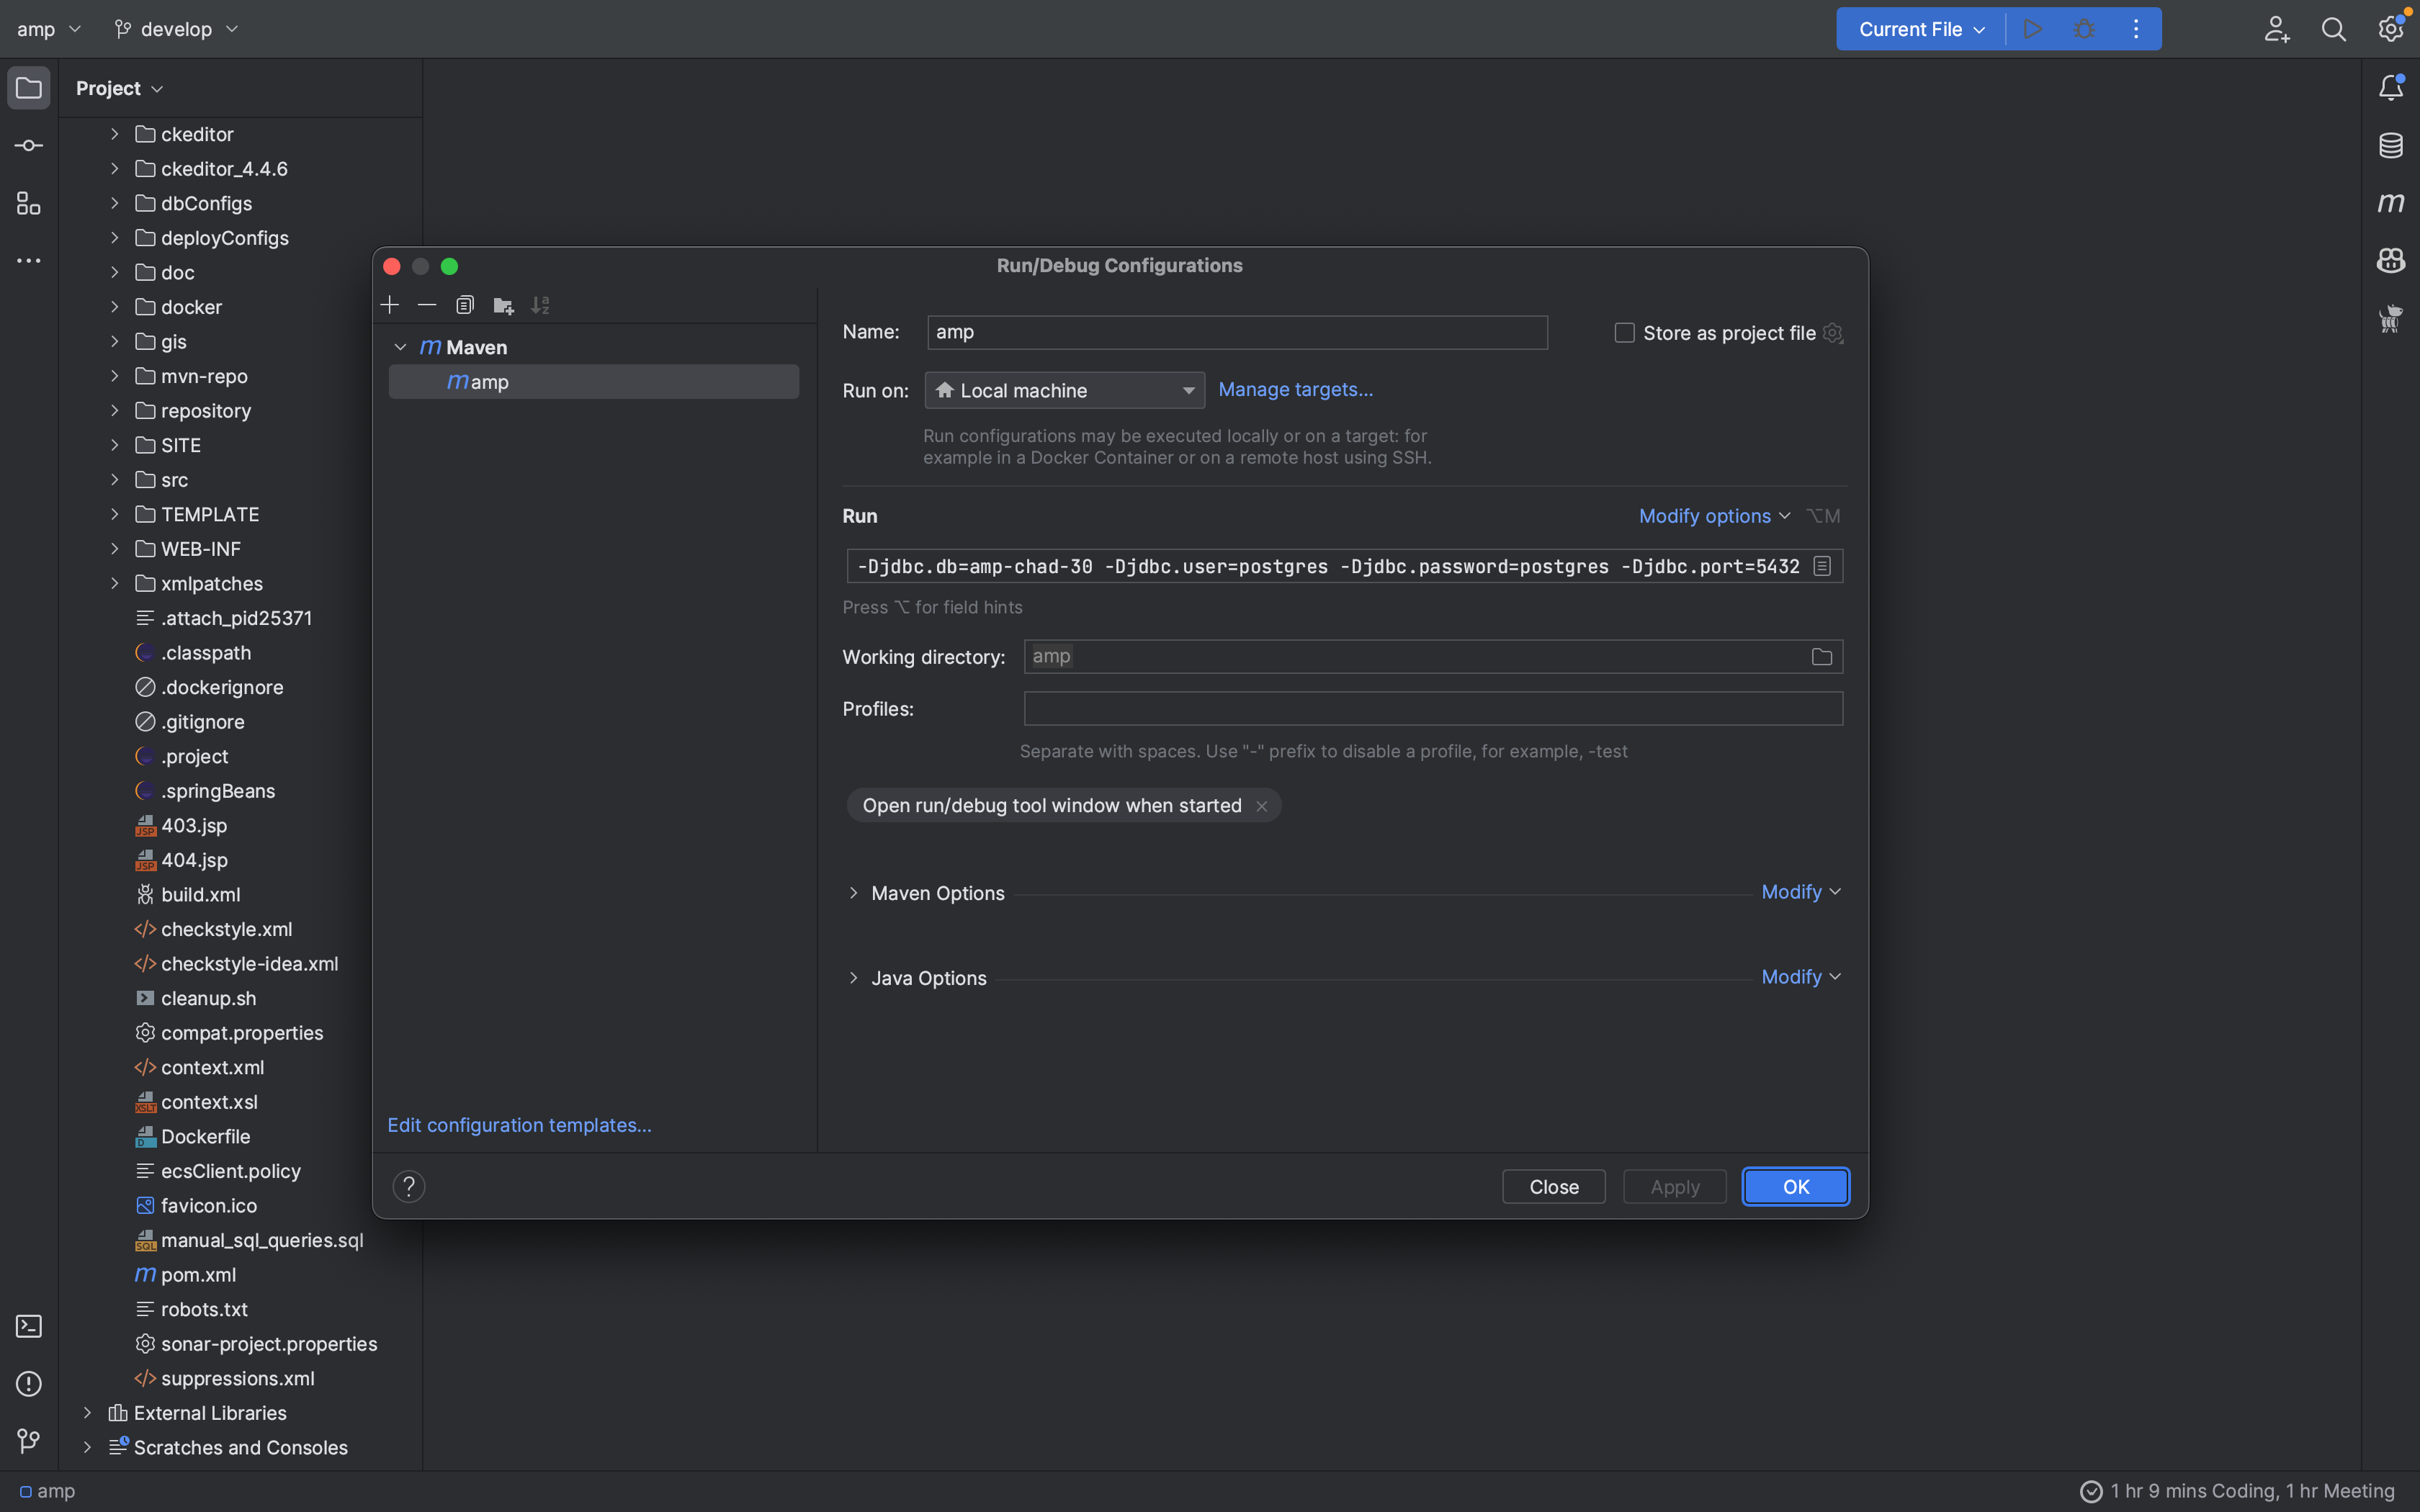 amp
develop
Current File
Project
ckeditor
ckeditor_4.4.6
dbConfigs
deployConfigs
doc
docker
gis
mvn-repo
repository
SITE
src
TEMPLATE
WEB-INF
xmlpatches
.attach_pid25371
.classpath
.dockerignore
.gitignore
.project
.springBeans
403.jsp
404.jsp
build.xml
checkstyle.xml
checkstyle-idea.xml
cleanup.sh
compat.properties
context.xml
context.xsl
Dockerfile
ecsClient.policy
favicon.ico
manual_sql_queries.sql
pom.xml
robots.txt
sonar-project.properties
suppressions.xml
External Libraries
Scratches and Consoles
Run/Debug Configurations
Maven
amp
Edit configuration templates...
Name: amp
Store as project file
Run on: Local machine
Manage targets...
Run configurations may be executed locally or on a target: for
example in a Docker Container or on a remote host using SSH.
Run
Modify options ⌥M
-Djdbc.db=amp-chad-30 -Djdbc.user=postgres -Djdbc.password=postgres -Djdbc.port=5432
Press ⌥ for field hints
Working directory: amp
Profiles:
Separate with spaces. Use "-" prefix to disable a profile, for example, -test
Open run/debug tool window when started
Maven Options
Modify
Java Options
Modify
?
Close
Apply
OK
amp
1 hr 9 mins Coding, 1 hr Meeting